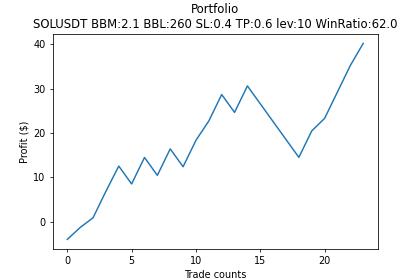 Portfolio
SOLUSDT BBM:2.1 BBL:260 SL:0.4 TP:0.6 lev:10 WinRatio:62.0
40
30
20
10
0
Profit ($)
0 5 10 15 20
Trade counts